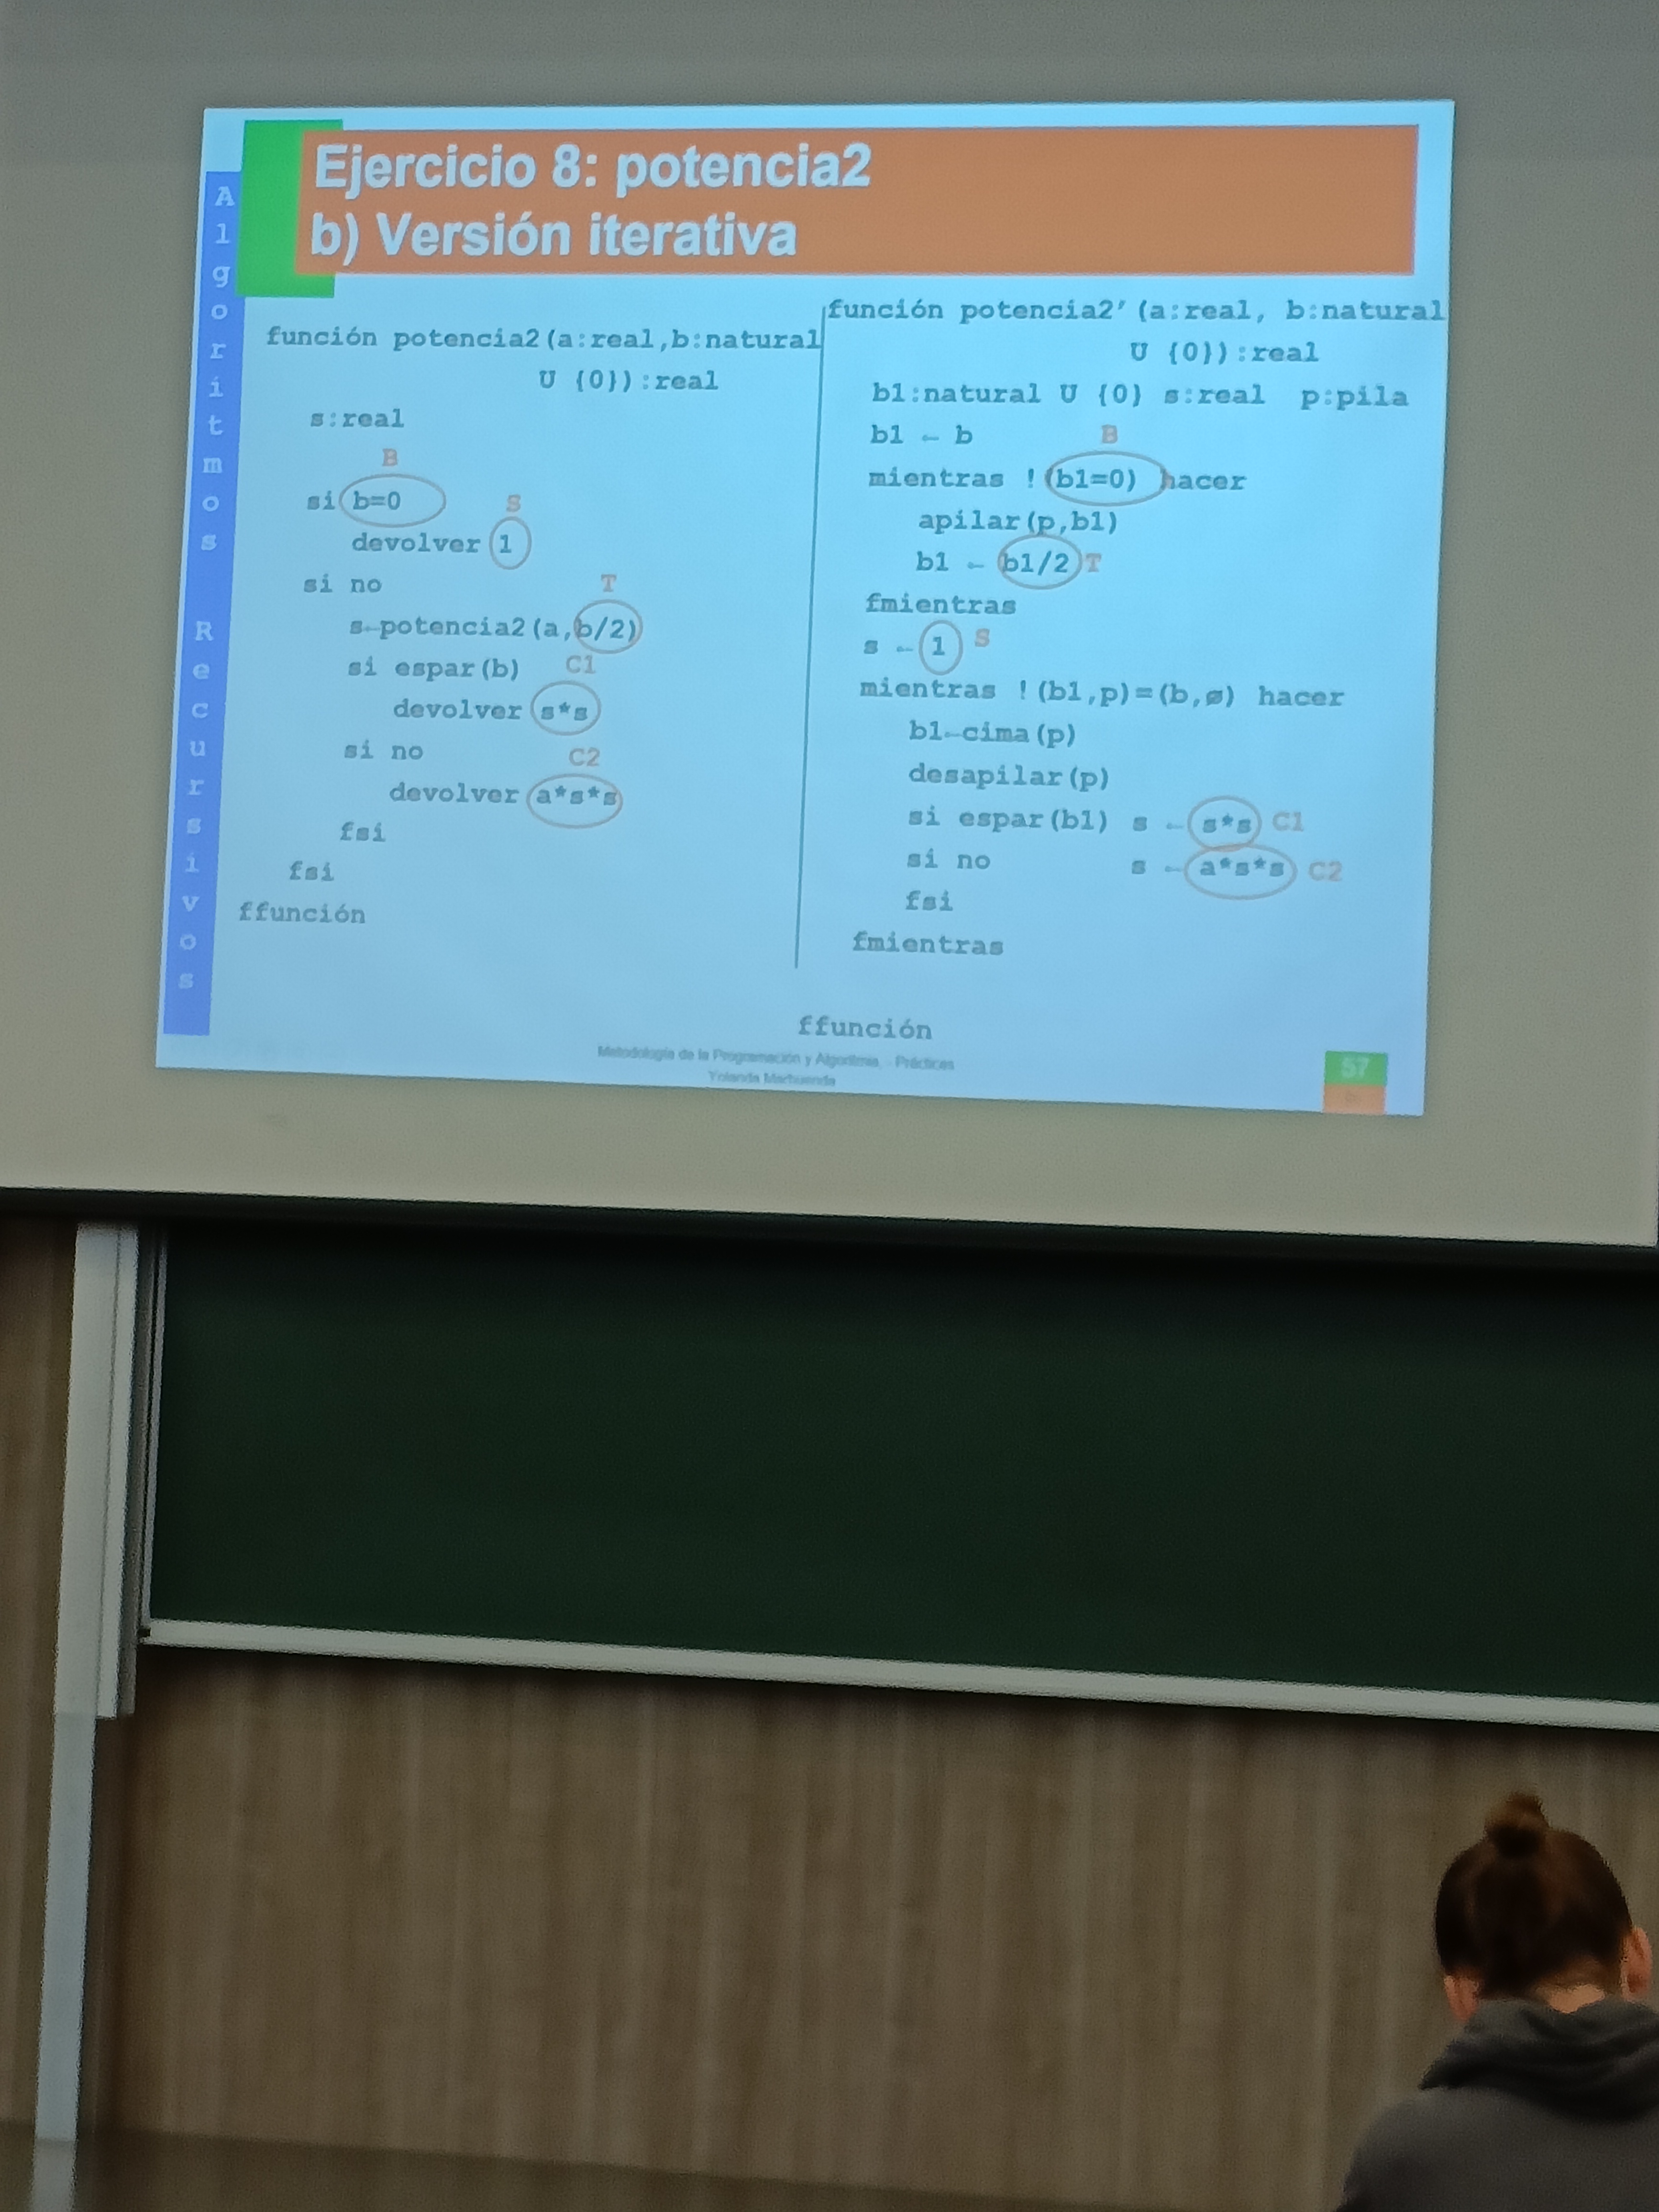 Ejercicio 8: potencia2
b) Versión iterativa
Algoritmos Recursivos
función potencia2(a:real,b:natural
U {0}):real
s:real
B
si b=0
S
devolver 1
si no
T
s←potencia2(a,b/2)
si espar(b) C1
devolver s*s
si no C2
devolver a*s*s
fsi
fsi
ffunción
función potencia2'(a:real, b:natural
U {0}):real
b1:natural U {0} s:real p:pila
b1 ← b B
mientras !(b1=0) hacer
apilar(p,b1)
b1 ← b1/2 T
fmientras
s ← 1 S
mientras !(b1,p)=(b,ø) hacer
b1←cima(p)
desapilar(p)
si espar(b1) s ← s*s C1
si no s ← a*s*s C2
fsi
fmientras
ffunción
Metodología de la Programación y Algoritmia. - Prácticas
Yolanda Marhuenda
57